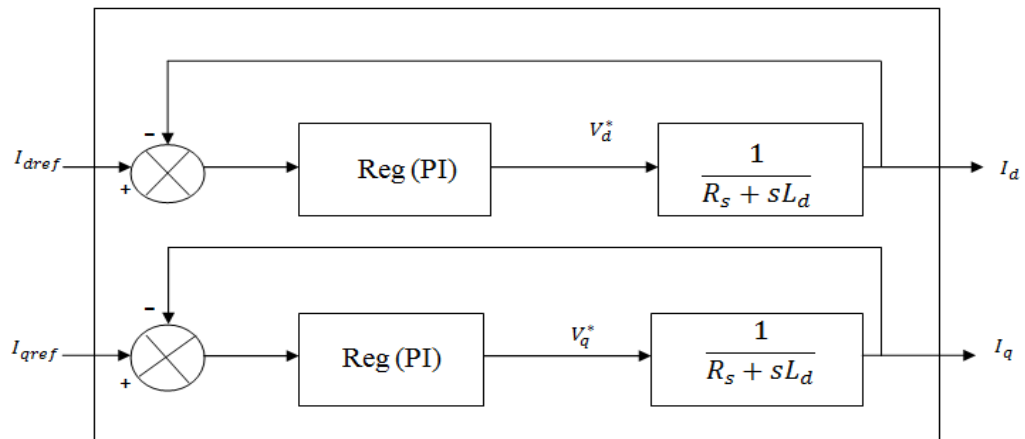 −
I_dref
+
Reg (PI)
V_d^*
1
R_s + sL_d
I_d
−
I_qref
+
Reg (PI)
V_q^*
1
R_s + sL_d
I_q